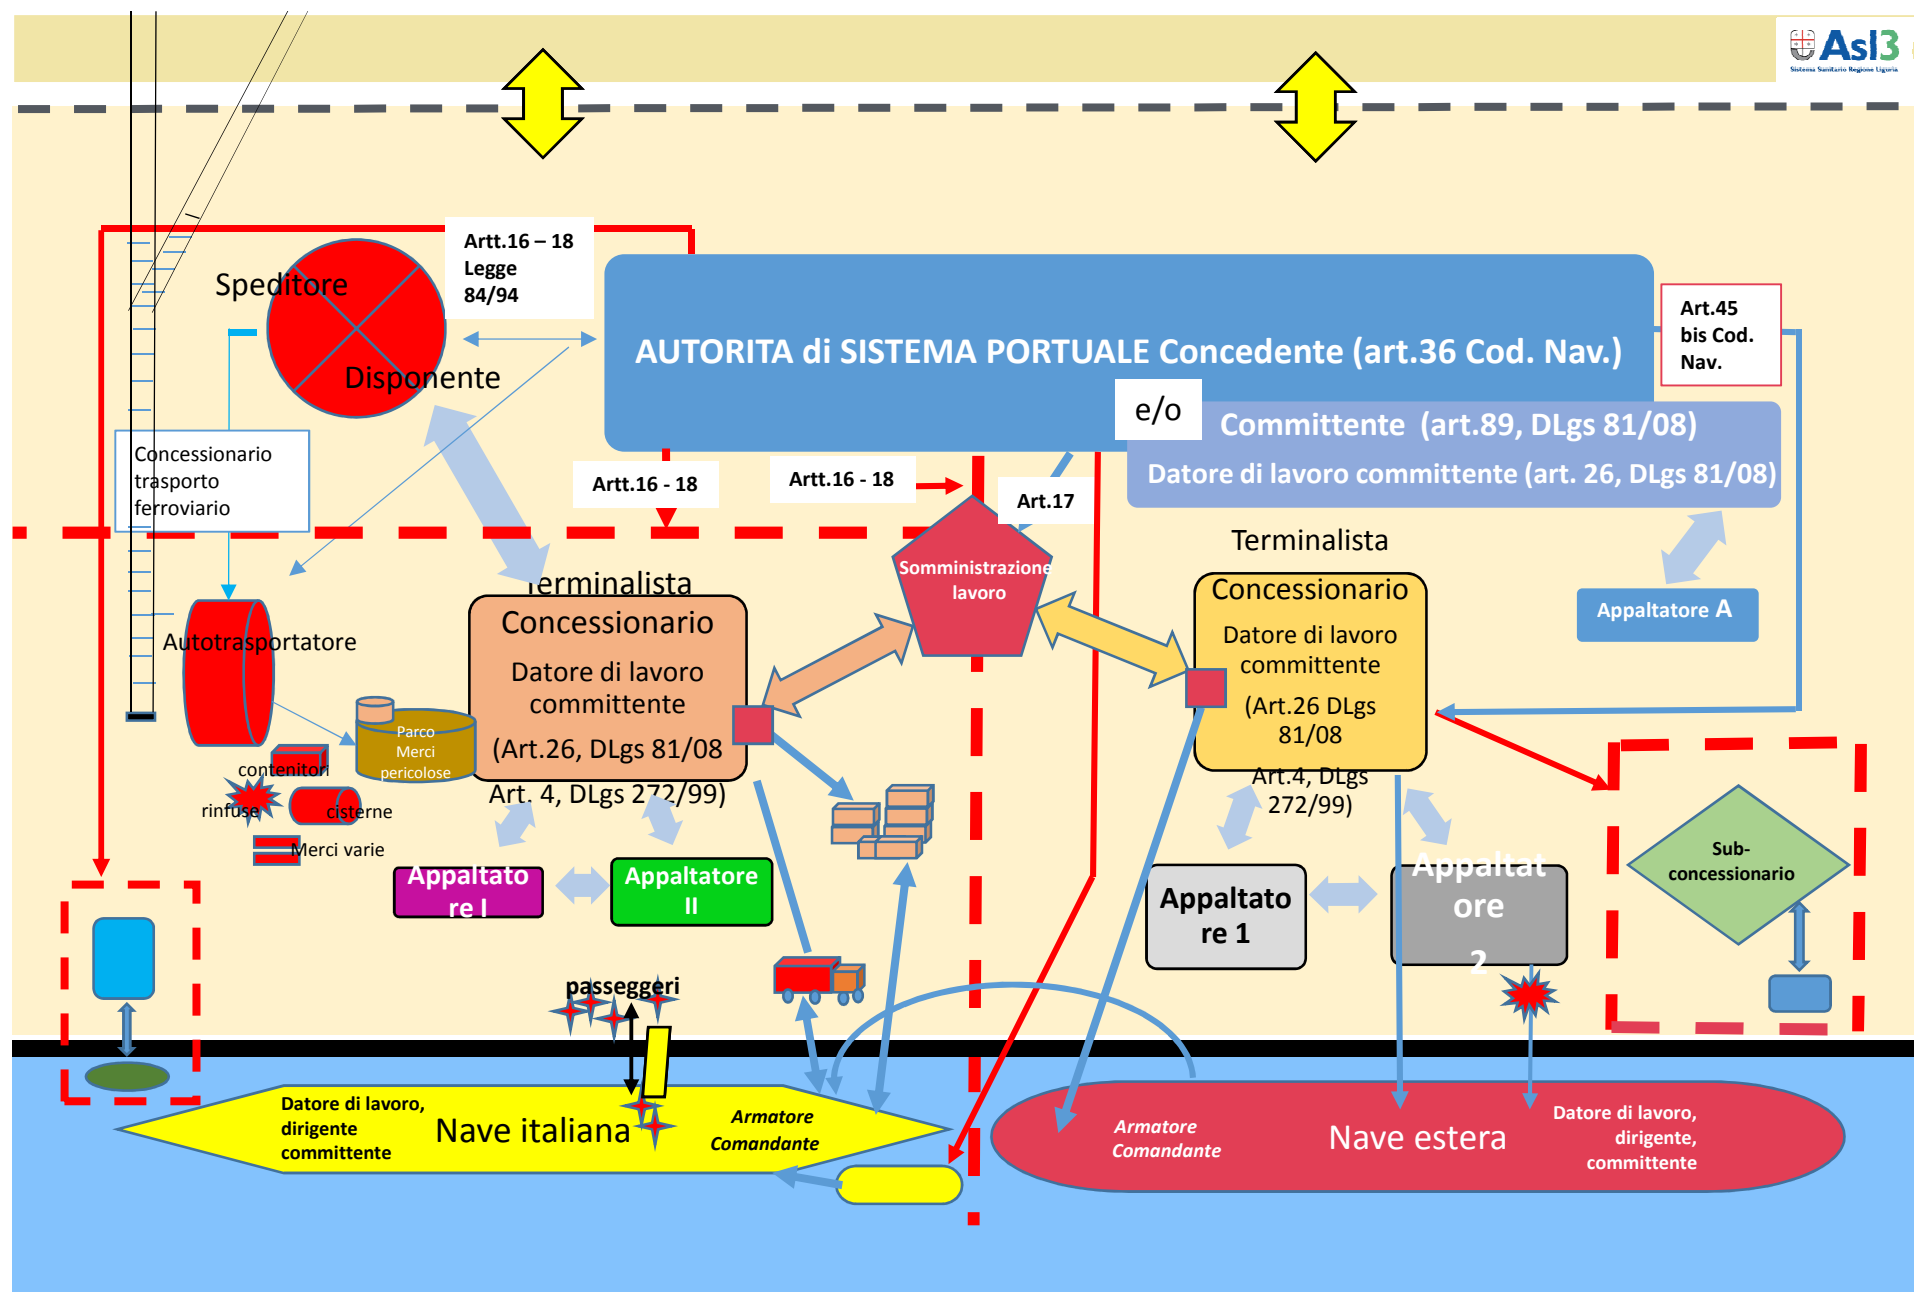 Asl3
Sistema Sanitario Regione Liguria
Artt.16 – 18
Legge
84/94
Speditore
Disponente
AUTORITA di SISTEMA PORTUALE Concedente (art.36 Cod. Nav.)
Art.45
bis Cod.
Nav.
e/o
Committente (art.89, DLgs 81/08)
Datore di lavoro committente (art. 26, DLgs 81/08)
Concessionario
trasporto
ferroviario
Artt.16 - 18
Artt.16 - 18
Art.17
Somministrazione
lavoro
Terminalista
Concessionario
Datore di lavoro
committente
(Art.26, DLgs 81/08
Art. 4, DLgs 272/99)
Terminalista
Concessionario
Datore di lavoro
committente
(Art.26 DLgs
81/08
Art.4, DLgs
272/99)
Appaltatore A
Autotrasportatore
Parco
Merci
pericolose
contenitori
rinfuse
cisterne
Merci varie
Appaltato
re I
Appaltatore
II
Appaltato
re 1
Appaltat
ore
2
Sub-
concessionario
passeggeri
Datore di lavoro,
dirigente
committente
Nave italiana
Armatore
Comandante
Armatore
Comandante
Nave estera
Datore di lavoro,
dirigente,
committente